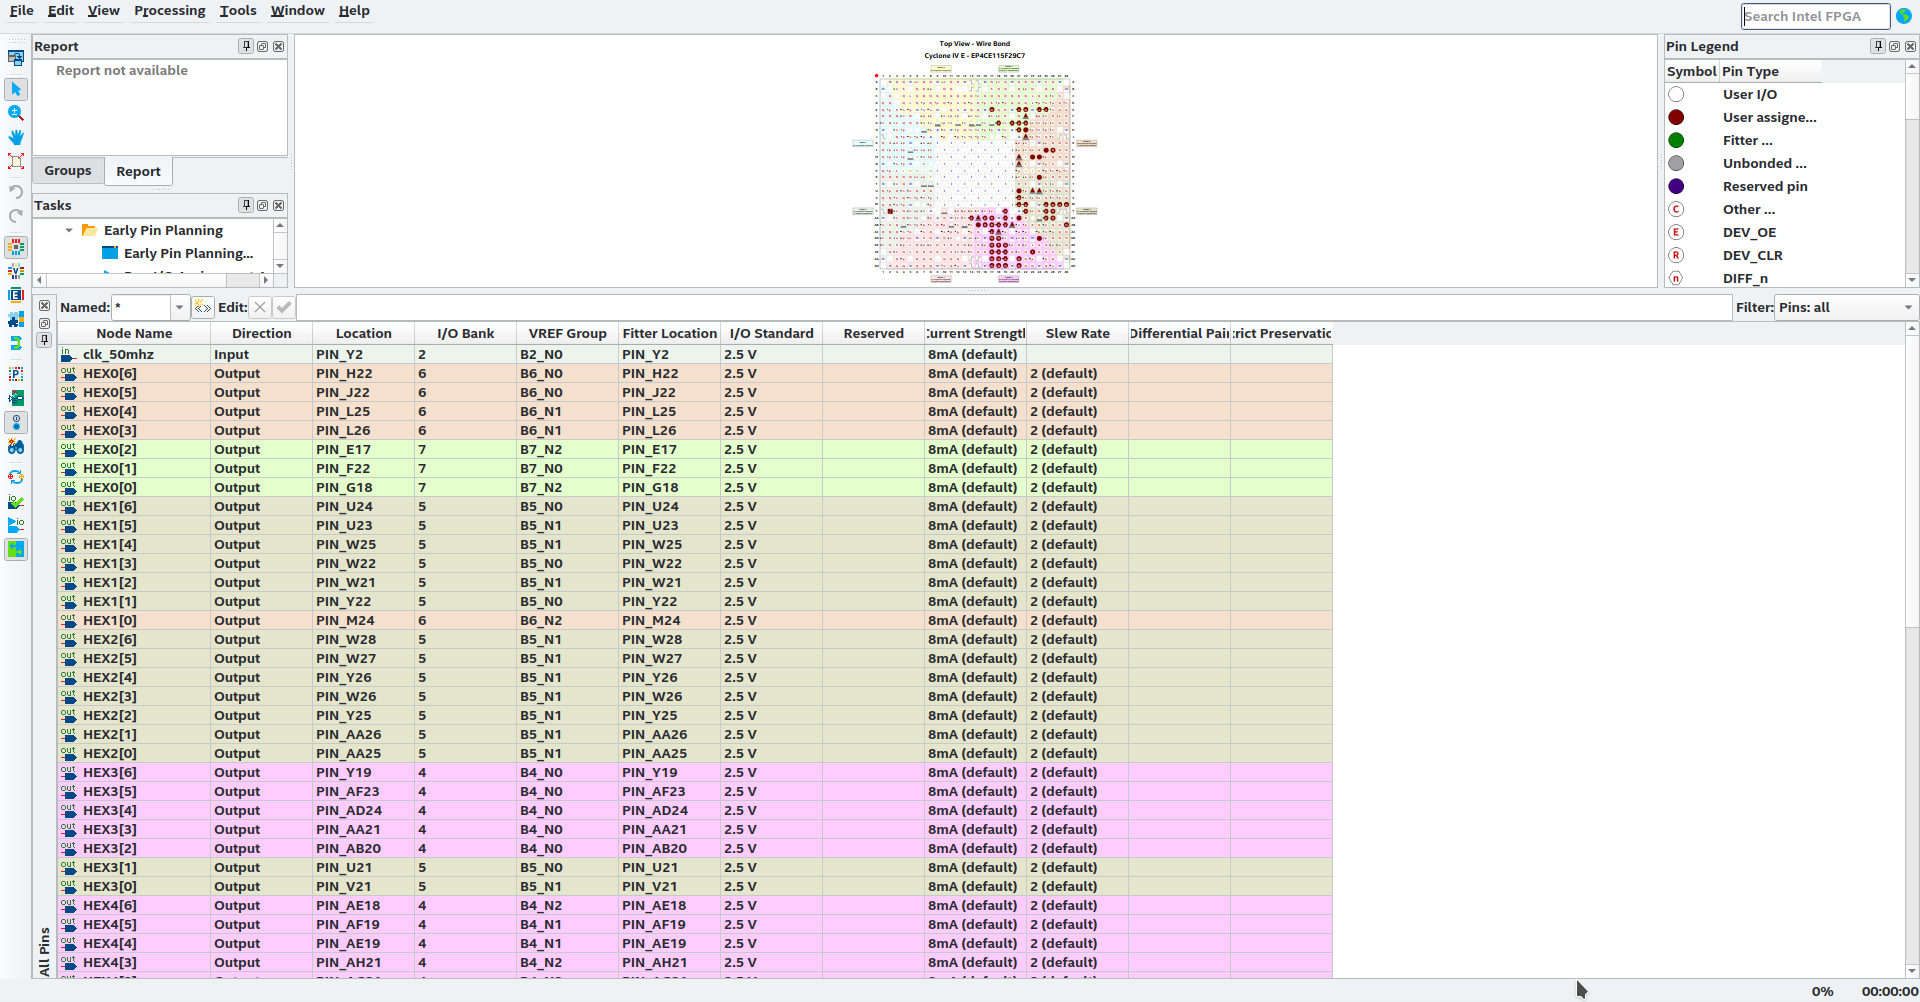 File Edit View Processing Tools Window Help
Search Intel FPGA
Report
Report not available
Groups Report
Tasks
Early Pin Planning
Early Pin Planning...
Top View - Wire Bond
Cyclone IV E - EP4CE115F29C7
Pin Legend
Symbol Pin Type
User I/O
User assigne...
Fitter ...
Unbonded ...
Reserved pin
C Other ...
E DEV_OE
R DEV_CLR
n DIFF_n
Named: * Edit: Filter: Pins: all
Node Name Direction Location I/O Bank VREF Group Fitter Location I/O Standard Reserved Current Strengt Slew Rate Differential Pair rict Preservatio
in clk_50mhz Input PIN_Y2 2 B2_N0 PIN_Y2 2.5 V 8mA (default)
out HEX0[6] Output PIN_H22 6 B6_N0 PIN_H22 2.5 V 8mA (default) 2 (default)
out HEX0[5] Output PIN_J22 6 B6_N0 PIN_J22 2.5 V 8mA (default) 2 (default)
out HEX0[4] Output PIN_L25 6 B6_N1 PIN_L25 2.5 V 8mA (default) 2 (default)
out HEX0[3] Output PIN_L26 6 B6_N1 PIN_L26 2.5 V 8mA (default) 2 (default)
out HEX0[2] Output PIN_E17 7 B7_N2 PIN_E17 2.5 V 8mA (default) 2 (default)
out HEX0[1] Output PIN_F22 7 B7_N0 PIN_F22 2.5 V 8mA (default) 2 (default)
out HEX0[0] Output PIN_G18 7 B7_N2 PIN_G18 2.5 V 8mA (default) 2 (default)
out HEX1[6] Output PIN_U24 5 B5_N0 PIN_U24 2.5 V 8mA (default) 2 (default)
out HEX1[5] Output PIN_U23 5 B5_N1 PIN_U23 2.5 V 8mA (default) 2 (default)
out HEX1[4] Output PIN_W25 5 B5_N1 PIN_W25 2.5 V 8mA (default) 2 (default)
out HEX1[3] Output PIN_W22 5 B5_N0 PIN_W22 2.5 V 8mA (default) 2 (default)
out HEX1[2] Output PIN_W21 5 B5_N1 PIN_W21 2.5 V 8mA (default) 2 (default)
out HEX1[1] Output PIN_Y22 5 B5_N0 PIN_Y22 2.5 V 8mA (default) 2 (default)
out HEX1[0] Output PIN_M24 6 B6_N2 PIN_M24 2.5 V 8mA (default) 2 (default)
out HEX2[6] Output PIN_W28 5 B5_N1 PIN_W28 2.5 V 8mA (default) 2 (default)
out HEX2[5] Output PIN_W27 5 B5_N1 PIN_W27 2.5 V 8mA (default) 2 (default)
out HEX2[4] Output PIN_Y26 5 B5_N1 PIN_Y26 2.5 V 8mA (default) 2 (default)
out HEX2[3] Output PIN_W26 5 B5_N1 PIN_W26 2.5 V 8mA (default) 2 (default)
out HEX2[2] Output PIN_Y25 5 B5_N1 PIN_Y25 2.5 V 8mA (default) 2 (default)
out HEX2[1] Output PIN_AA26 5 B5_N1 PIN_AA26 2.5 V 8mA (default) 2 (default)
out HEX2[0] Output PIN_AA25 5 B5_N1 PIN_AA25 2.5 V 8mA (default) 2 (default)
out HEX3[6] Output PIN_Y19 4 B4_N0 PIN_Y19 2.5 V 8mA (default) 2 (default)
out HEX3[5] Output PIN_AF23 4 B4_N0 PIN_AF23 2.5 V 8mA (default) 2 (default)
out HEX3[4] Output PIN_AD24 4 B4_N0 PIN_AD24 2.5 V 8mA (default) 2 (default)
out HEX3[3] Output PIN_AA21 4 B4_N0 PIN_AA21 2.5 V 8mA (default) 2 (default)
out HEX3[2] Output PIN_AB20 4 B4_N0 PIN_AB20 2.5 V 8mA (default) 2 (default)
out HEX3[1] Output PIN_U21 5 B5_N0 PIN_U21 2.5 V 8mA (default) 2 (default)
out HEX3[0] Output PIN_V21 5 B5_N1 PIN_V21 2.5 V 8mA (default) 2 (default)
out HEX4[6] Output PIN_AE18 4 B4_N2 PIN_AE18 2.5 V 8mA (default) 2 (default)
out HEX4[5] Output PIN_AF19 4 B4_N1 PIN_AF19 2.5 V 8mA (default) 2 (default)
out HEX4[4] Output PIN_AE19 4 B4_N1 PIN_AE19 2.5 V 8mA (default) 2 (default)
out HEX4[3] Output PIN_AH21 4 B4_N2 PIN_AH21 2.5 V 8mA (default) 2 (default)
All Pins
0% 00:00:00